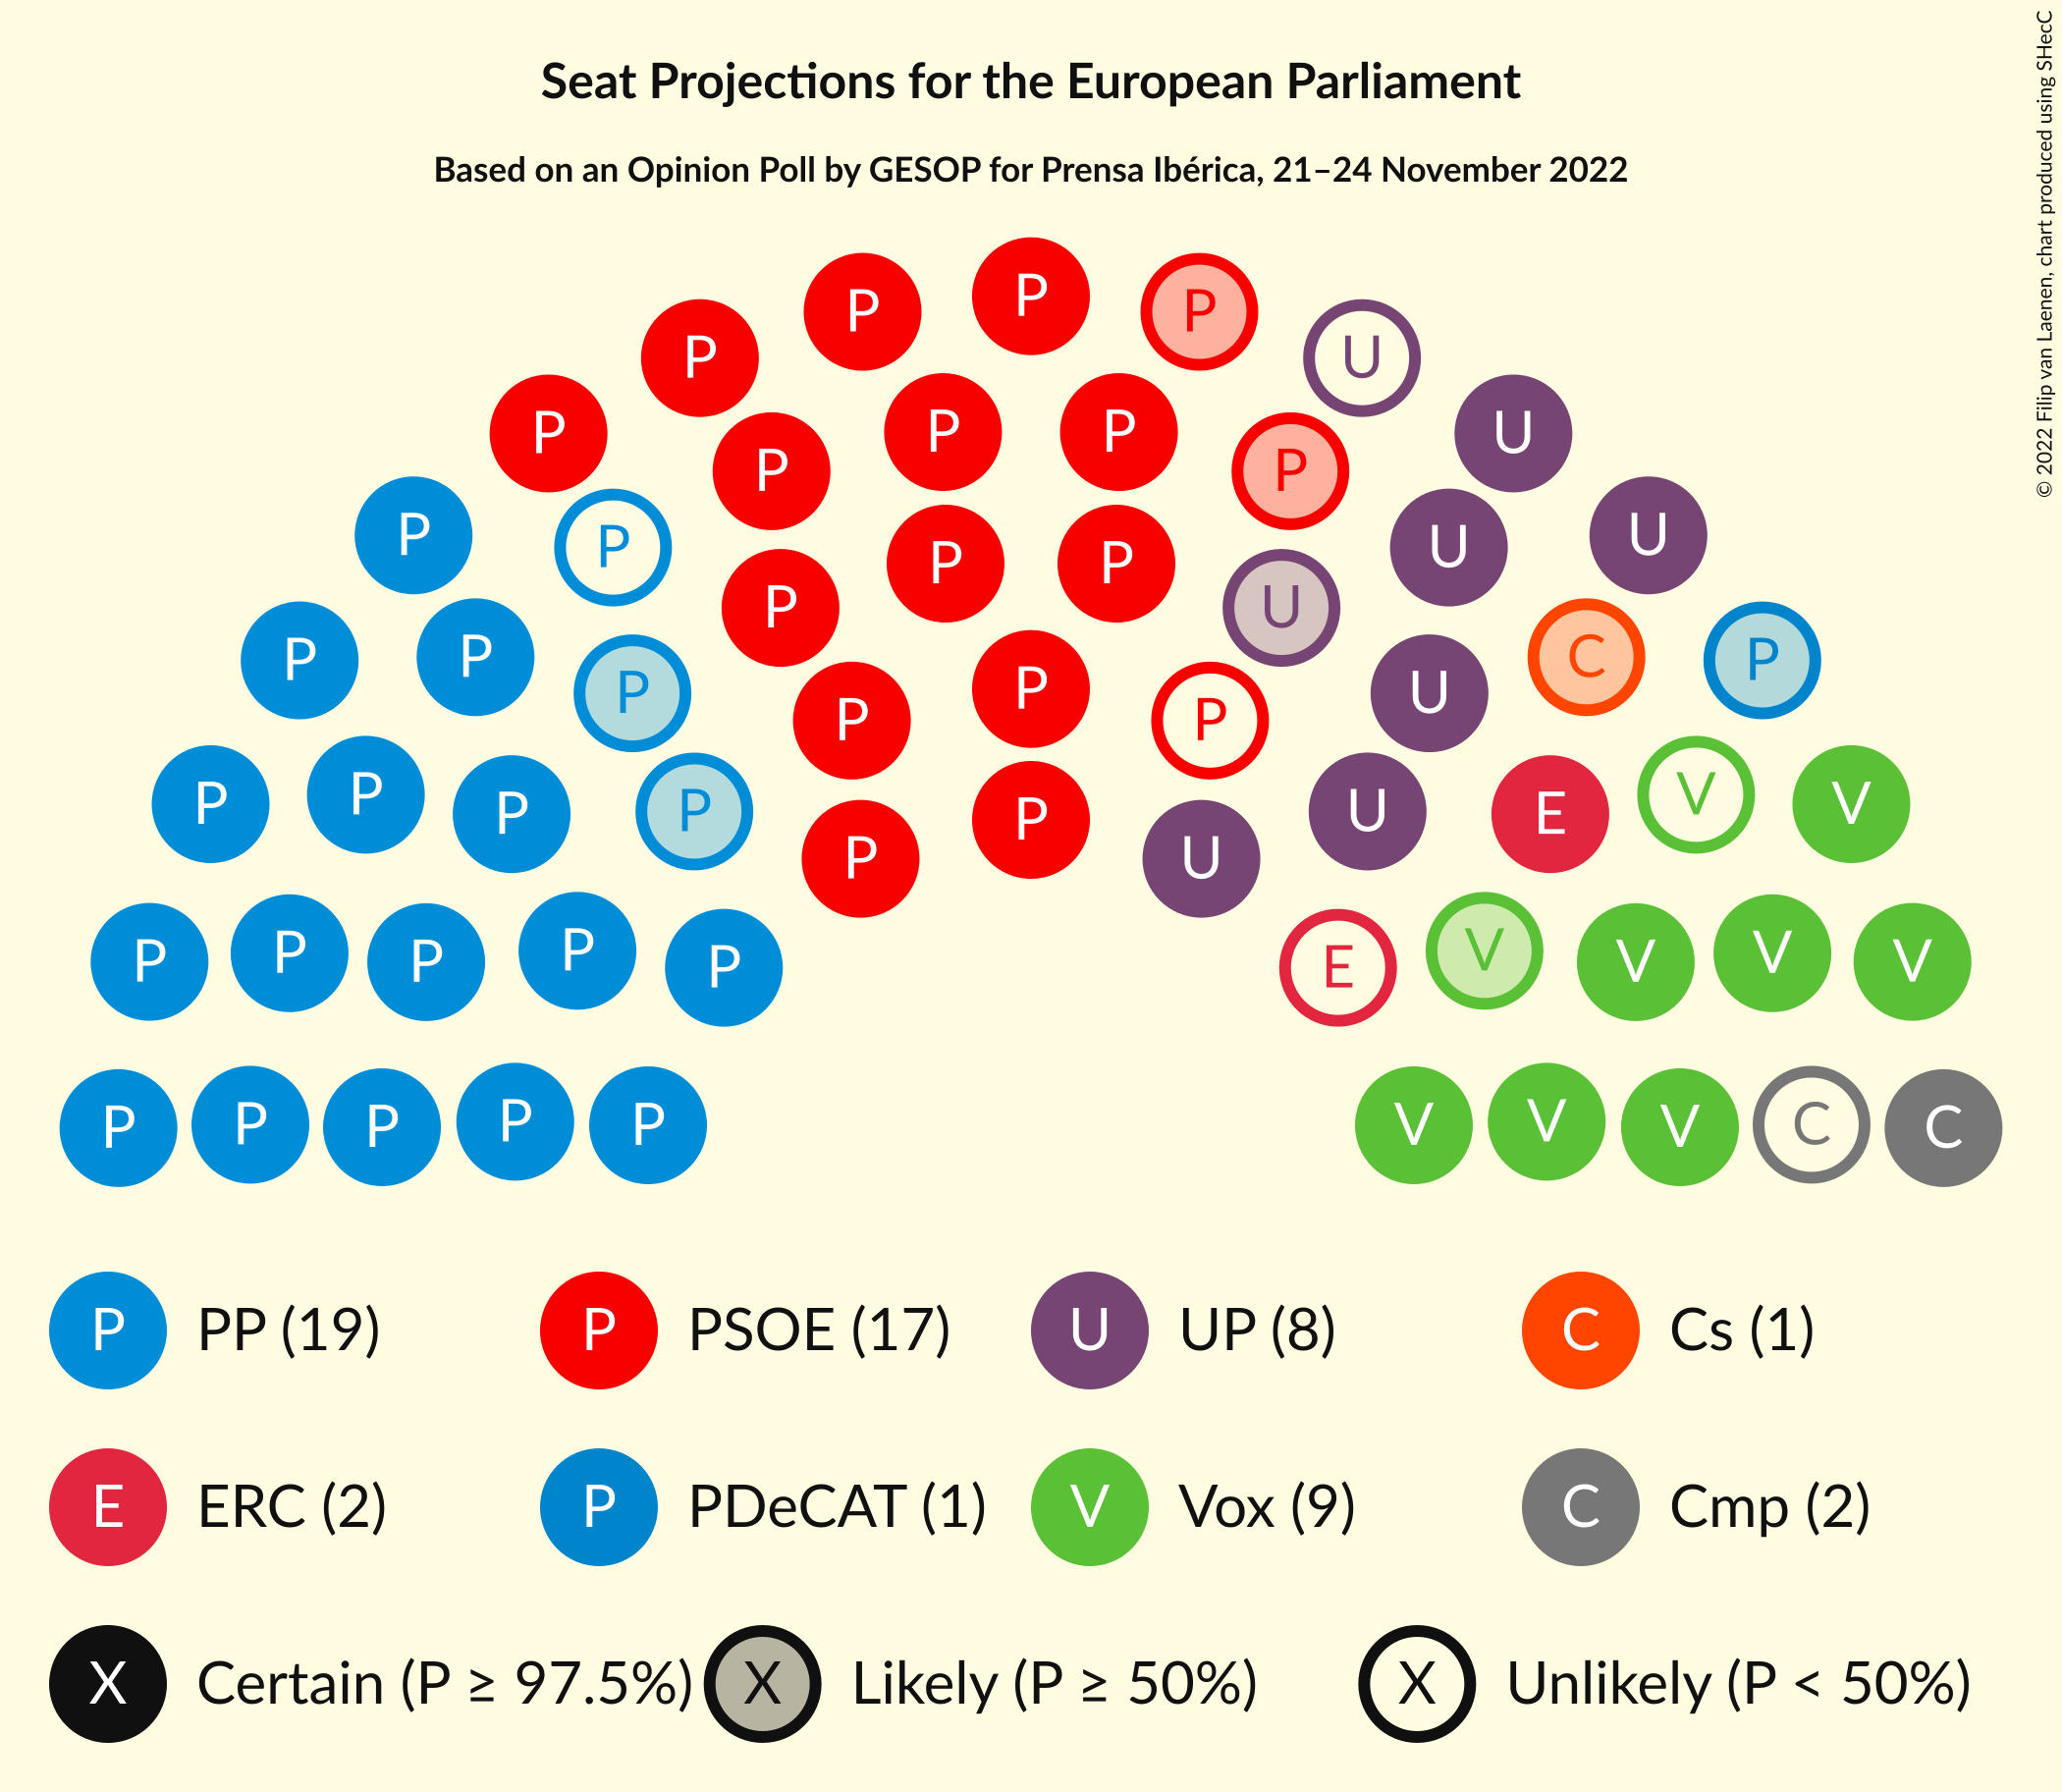 Seat Projections for the European Parliament
Based on an Opinion Poll by GESOP for Prensa Ibérica, 21–24 November 2022
© 2022 Filip van Laenen, chart produced using SHecC
P
P P
P P U
P P U
P P P P
P U U
P P U U
P P C P
P P U
P P P
P P V V
P P P E
P P U
P P P P P E V V V V
P P P P P V V V C C
P PP (19) P PSOE (17) U UP (8) C Cs (1)
E ERC (2) P PDeCAT (1) V Vox (9) C Cmp (2)
X Certain (P ≥ 97.5%) X Likely (P ≥ 50%) X Unlikely (P < 50%)